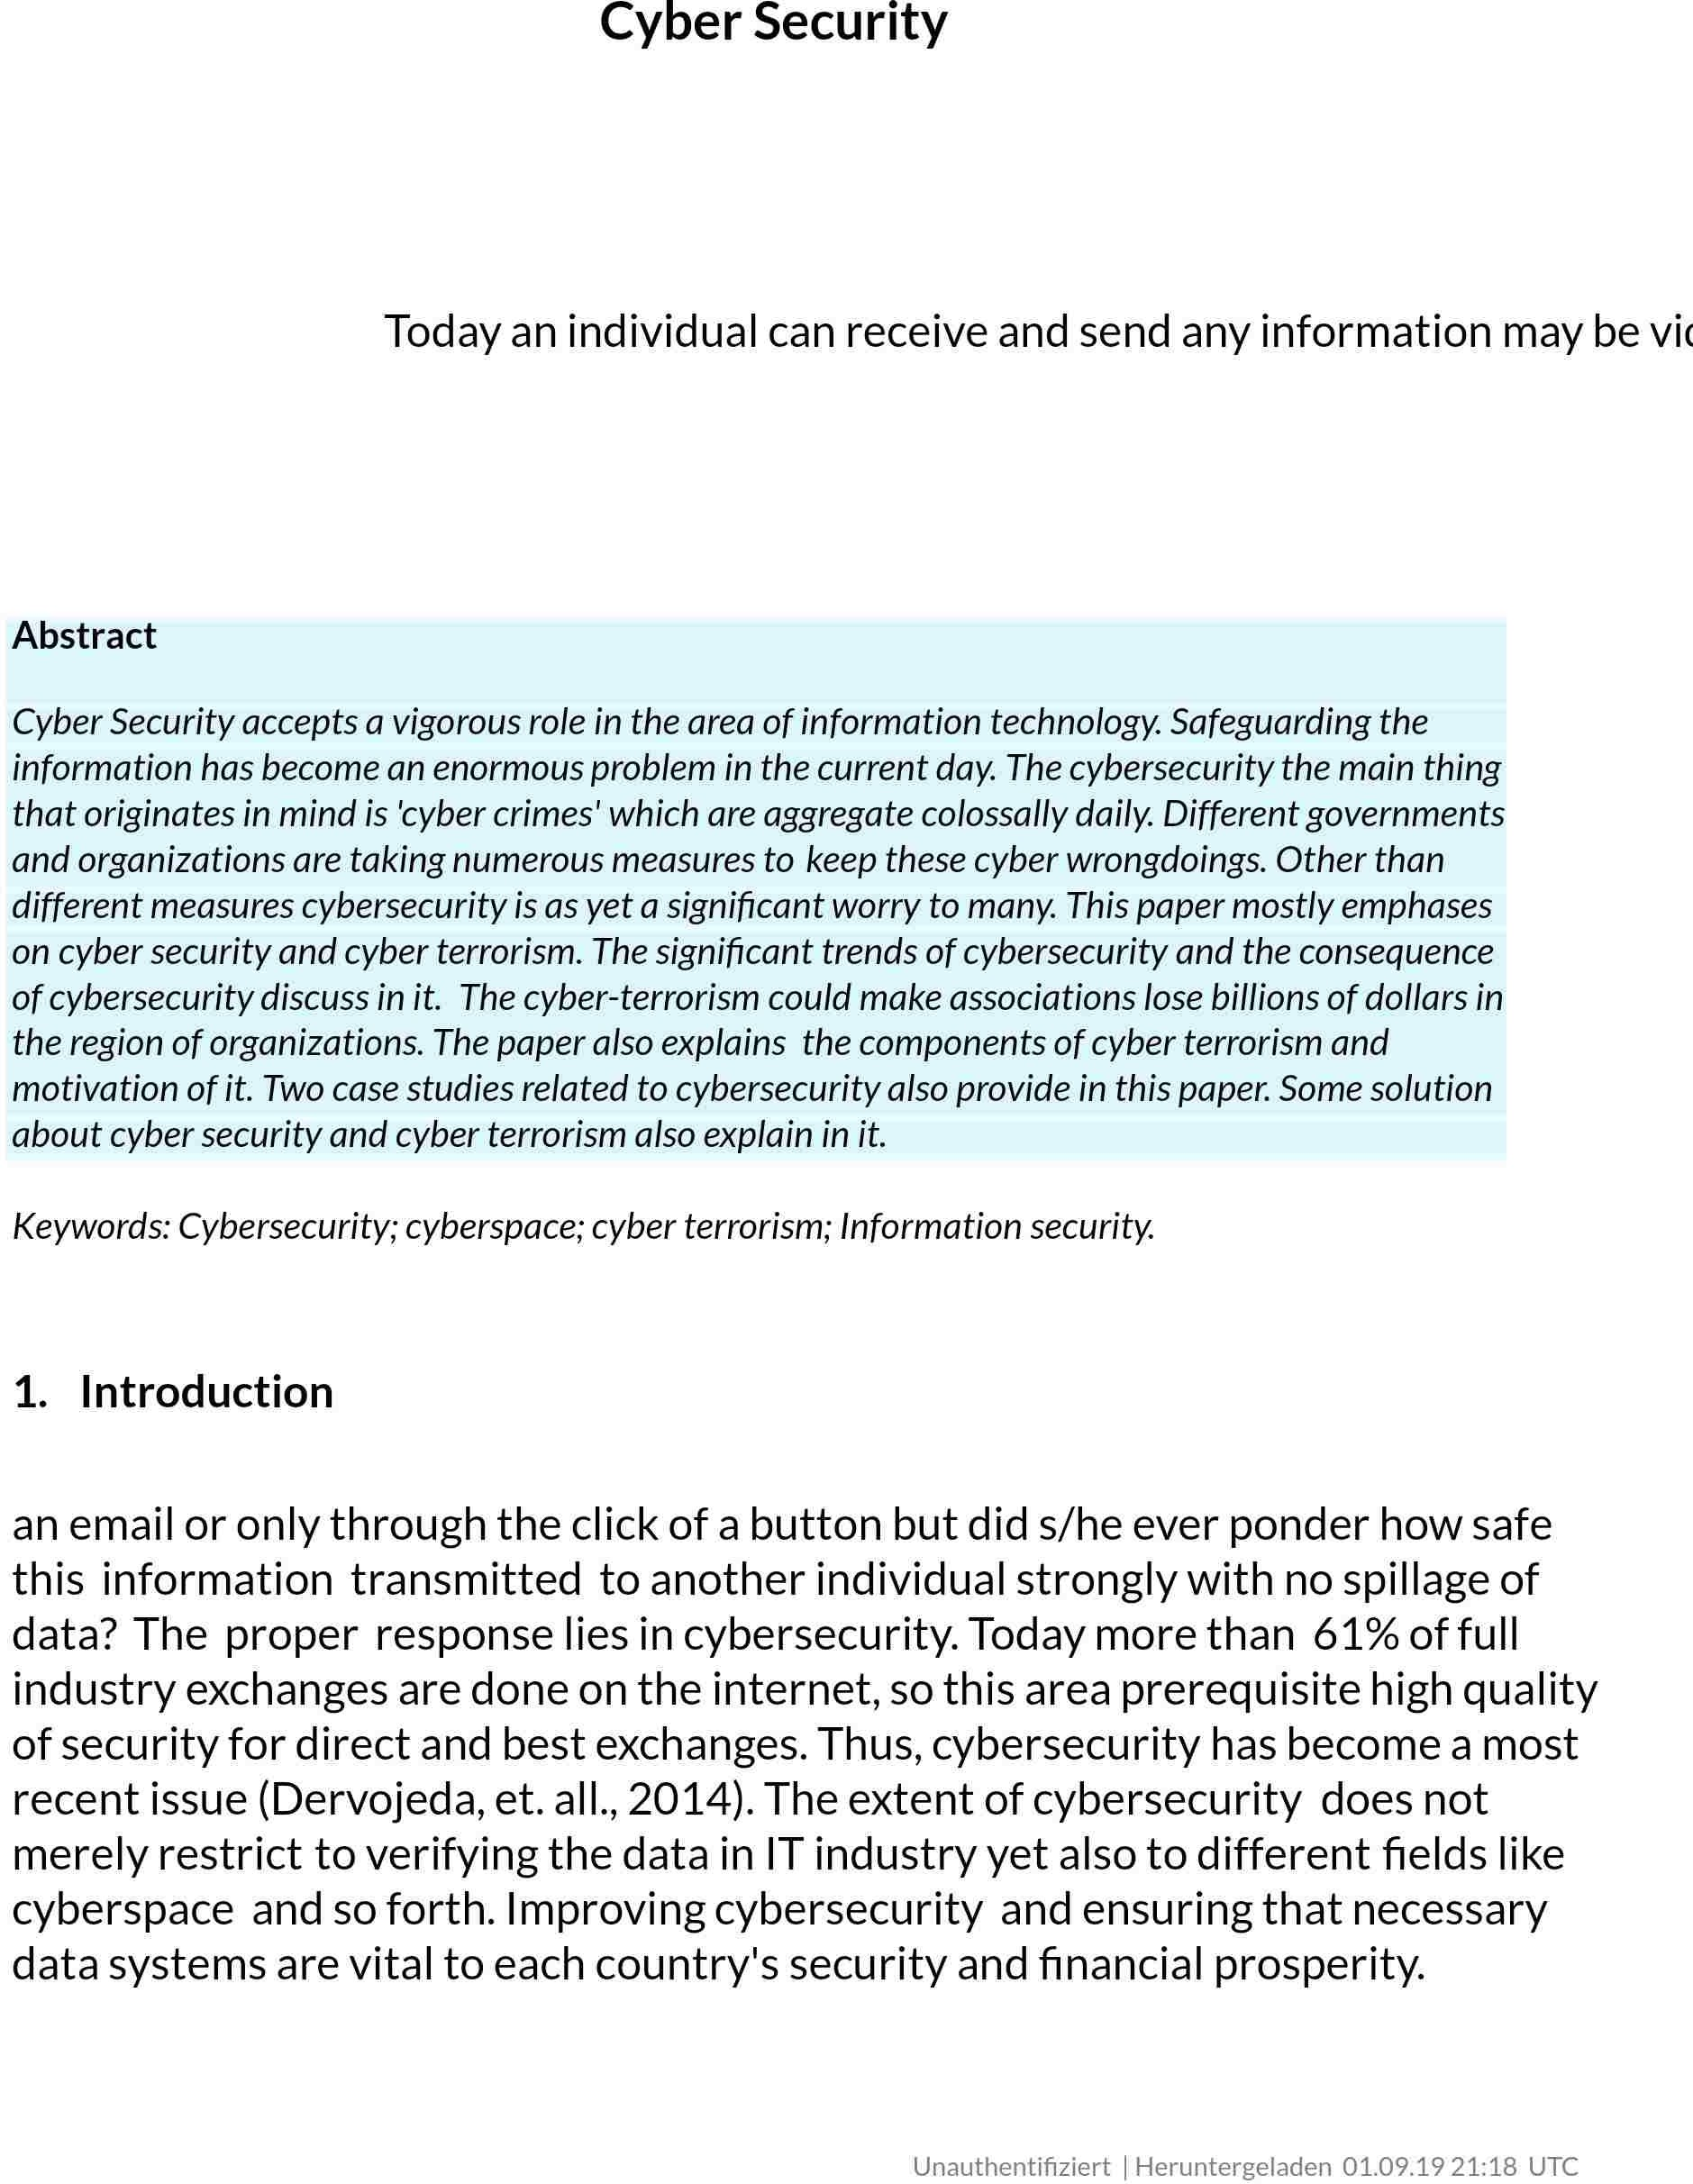 Cyber Security
Today an individual can receive and send any information may be
Abstract
Cyber Security accepts a vigorous role in the area of information technology. Safeguarding the
information has become an enormous problem in the current day. The cybersecurity the main thing
that originates in mind is 'cyber crimes' which are aggregate colossally daily. Different governments
and organizations are taking numerous measures to keep these cyber wrongdoings. Other than
different measures cybersecurity is as yet a significant worry to many. This paper mostly emphases
on cyber security and cyber terrorism. The significant trends of cybersecurity and the consequence
of cybersecurity discuss in it. The cyber-terrorism could make associations lose billions of dollars in
the region of organizations. The paper also explains the components of cyber terrorism and
motivation of it. Two case studies related to cybersecurity also provide in this paper. Some solution
about cyber security and cyber terrorism also explain in it.
Keywords: Cybersecurity; cyberspace; cyber terrorism; Information security.
1. Introduction
an email or only through the click of a button but did s/he ever ponder how safe
this information transmitted to another individual strongly with no spillage of
data? The proper response lies in cybersecurity. Today more than 61% of full
industry exchanges are done on the internet, so this area prerequisite high quality
of security for direct and best exchanges. Thus, cybersecurity has become a most
recent issue (Dervojeda, et. all., 2014). The extent of cybersecurity does not
merely restrict to verifying the data in IT industry yet also to different fields like
cyberspace and so forth. Improving cybersecurity and ensuring that necessary
data systems are vital to each country's security and financial prosperity.
Unauthentifiziert | Heruntergeladen 01.09.19 21:18 UTC